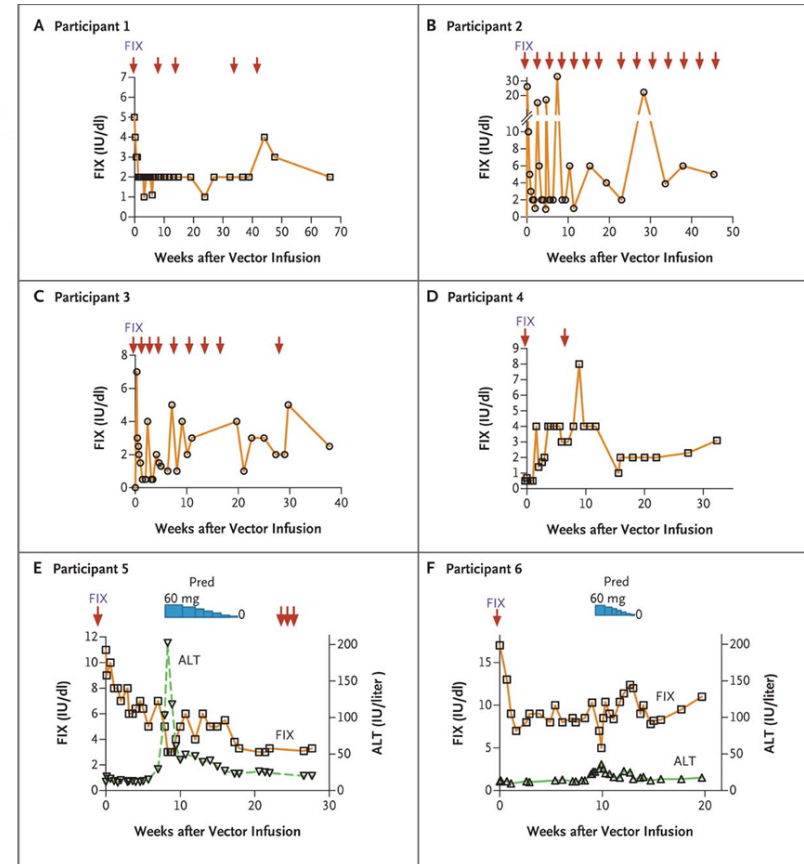 A Participant 1
FIX
7
6
5
4
3
2
1
0
FIX (IU/dl)
0 10 20 30 40 50 60 70
Weeks after Vector Infusion
B Participant 2
FIX
30
20
10
8
6
4
2
0
FIX (IU/dl)
0 10 20 30 40 50
Weeks after Vector Infusion
C Participant 3
FIX
8
6
4
2
0
FIX (IU/dl)
0 10 20 30 40
Weeks after Vector Infusion
D Participant 4
FIX
9
8
7
6
5
4
3
2
1
0
FIX (IU/dl)
0 10 20 30
Weeks after Vector Infusion
E Participant 5
Pred
FIX
60 mg
0
12
10
8
6
4
2
0
FIX (IU/dl)
ALT
FIX
200
150
100
50
0
ALT (IU/liter)
0 10 20 30
Weeks after Vector Infusion
F Participant 6
Pred
FIX
60 mg
0
15
10
5
0
FIX (IU/dl)
FIX
ALT
200
150
100
50
0
ALT (IU/liter)
0 10 20
Weeks after Vector Infusion